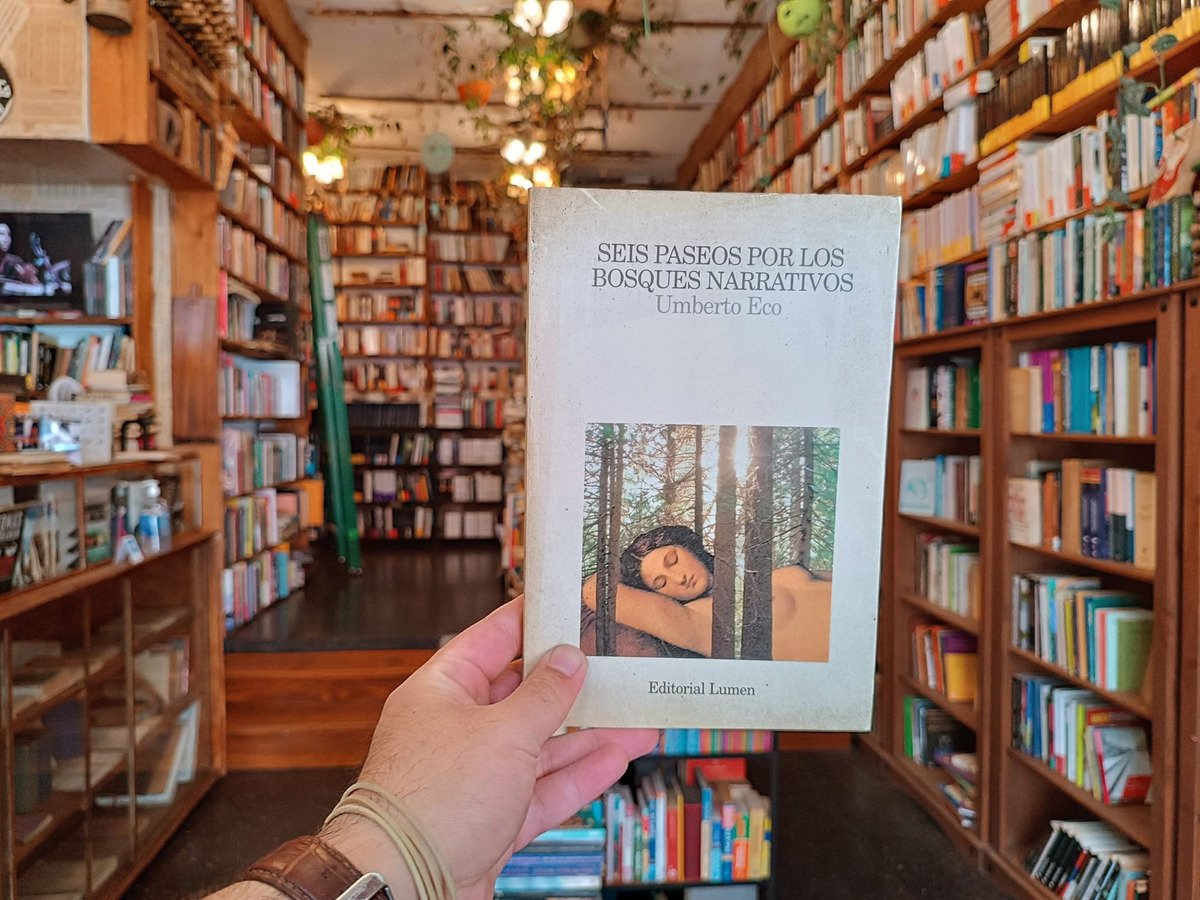 SEIS PASEOS POR LOS
BOSQUES NARRATIVOS
Umberto Eco
Editorial Lumen